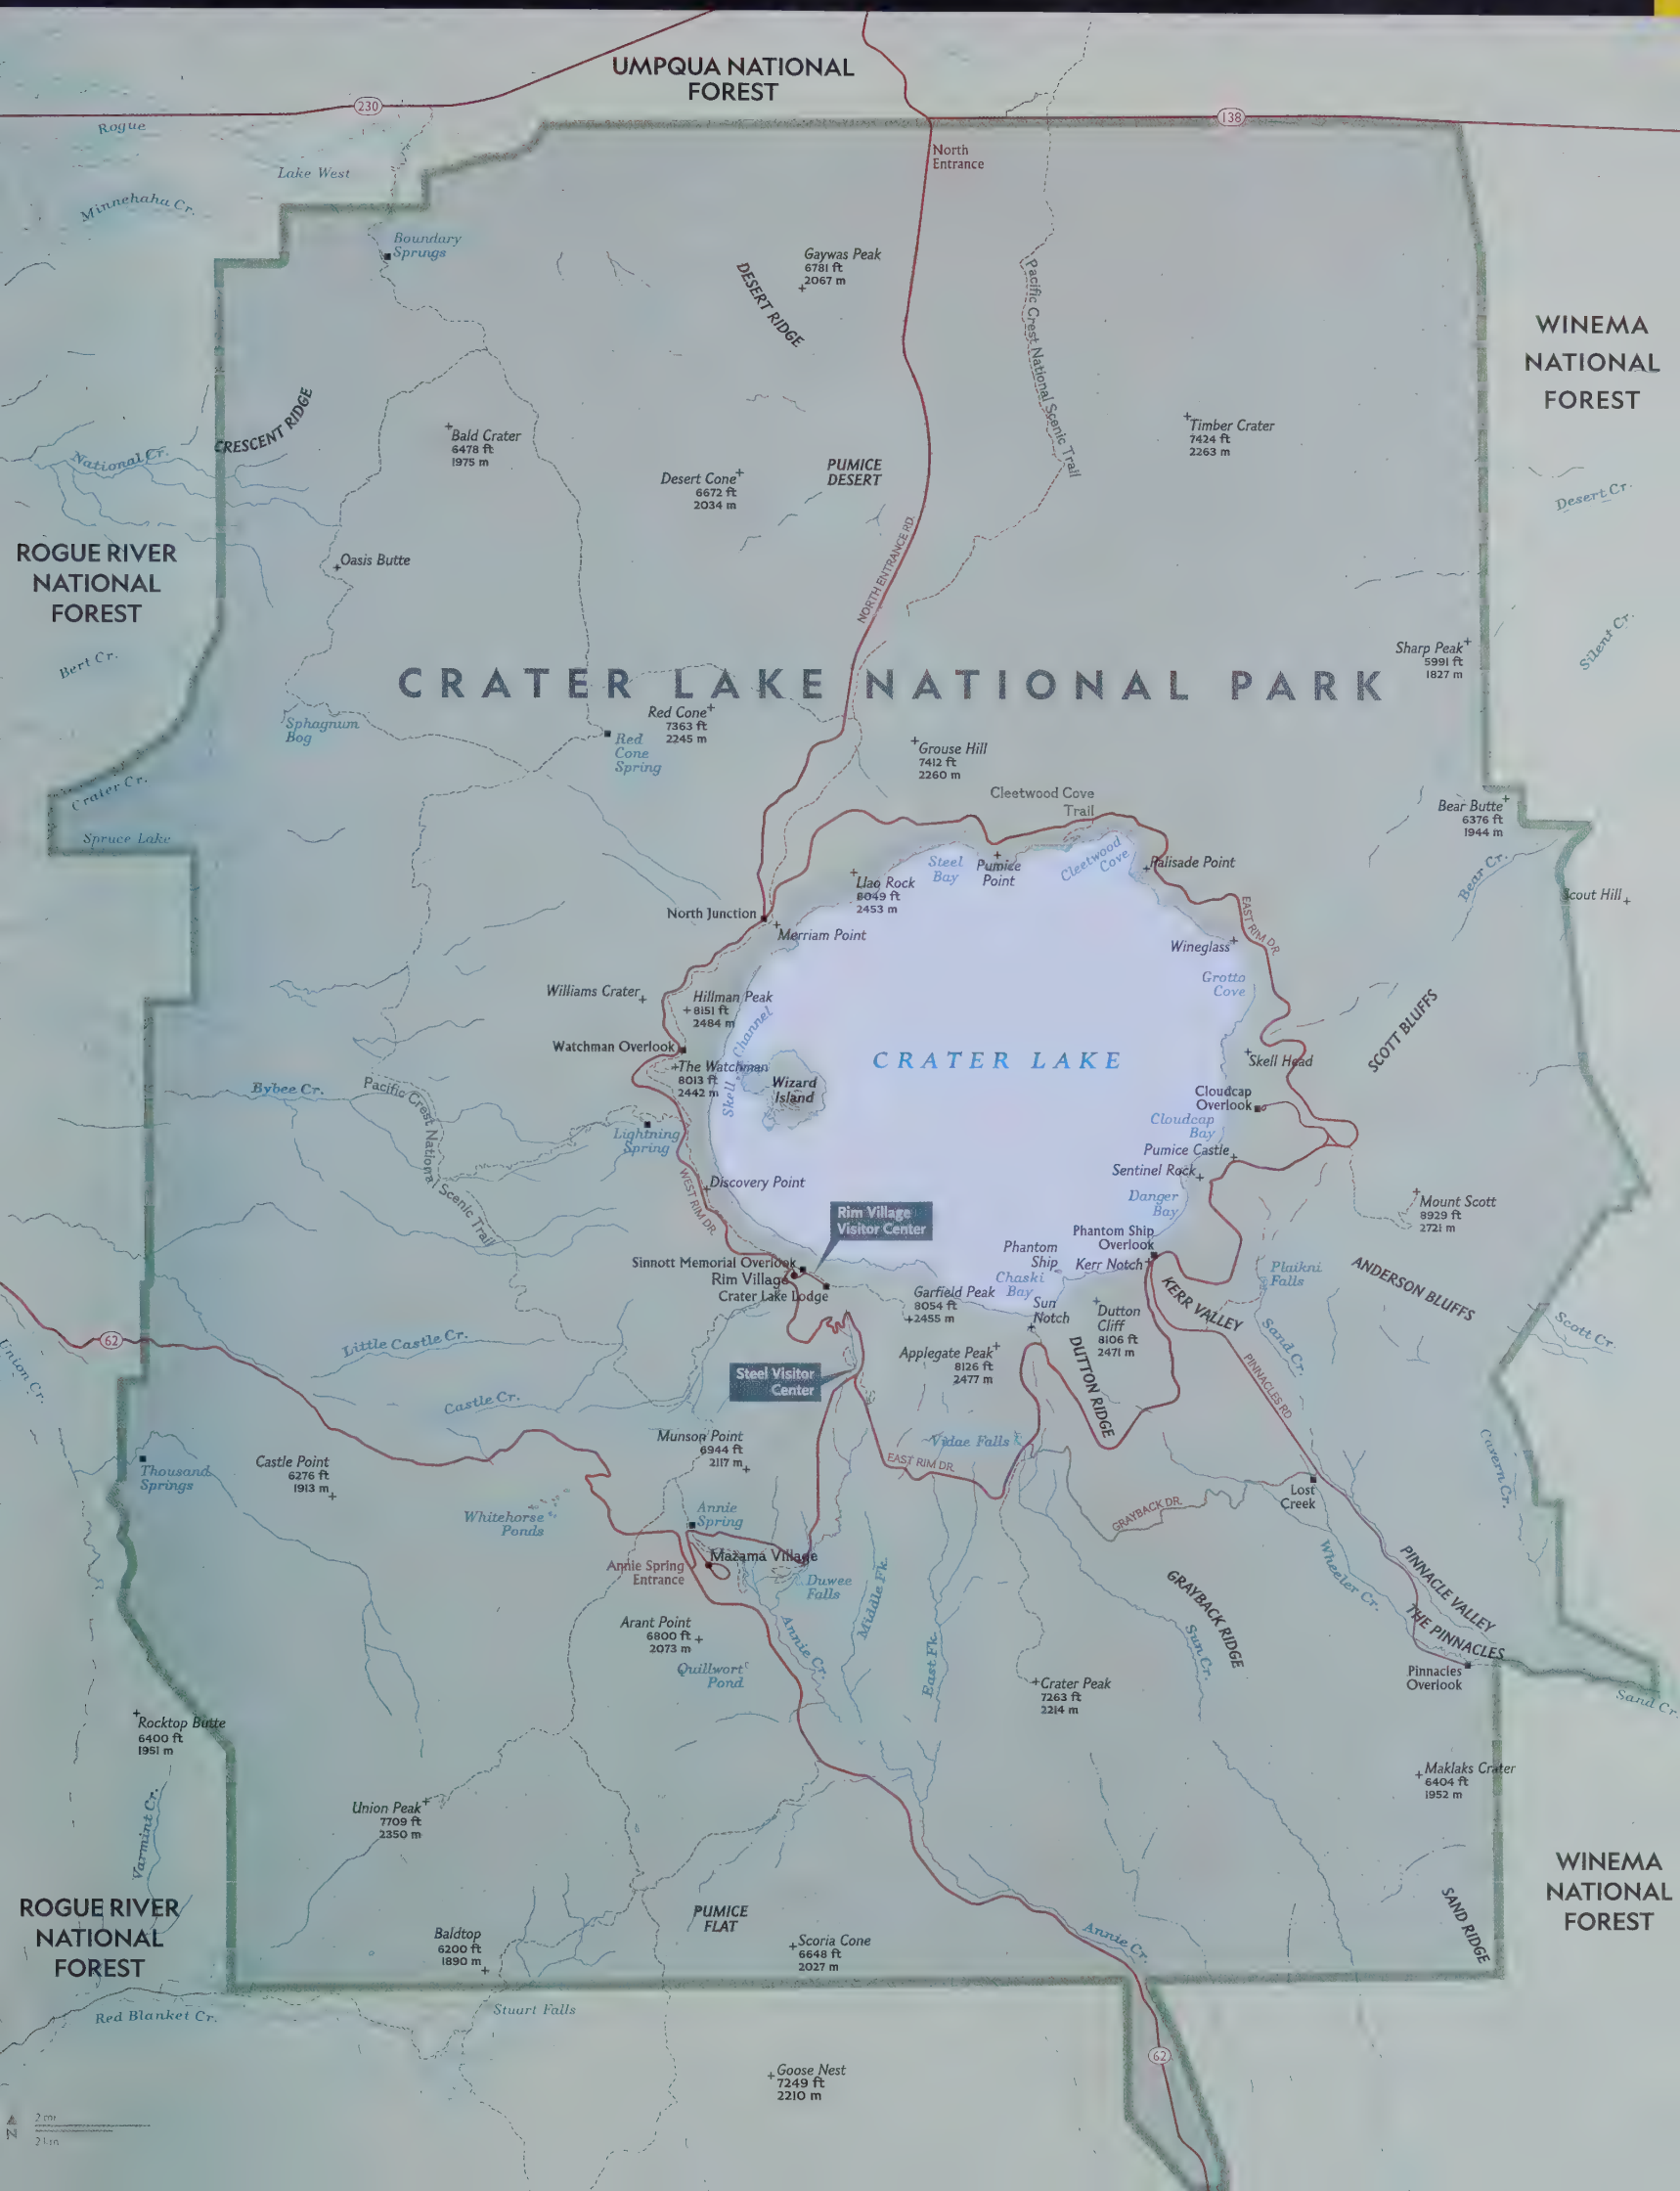 UMPQUA NATIONAL
FOREST
230
138
Rogue
North
Entrance
Lake West
Minnehaha Cr.
Boundary
Springs
Gaywas Peak
6781 ft
2067 m
DESERT RIDGE
Pacific Crest National Scenic Trail
WINEMA
NATIONAL
FOREST
CRESCENT RIDGE
Bald Crater
6478 ft
1975 m
Timber Crater
7424 ft
2263 m
National Cr.
Desert Cone
6672 ft
2034 m
PUMICE
DESERT
Desert Cr.
ROGUE RIVER
NATIONAL
FOREST
Oasis Butte
NORTH ENTRANCE RD.
Bert Cr.
Silent Cr.
Sharp Peak
5991 ft
1827 m
CRATER LAKE NATIONAL PARK
Sphagnum
Bog
Red Cone
7363 ft
2245 m
Red
Cone
Spring
Grouse Hill
7412 ft
2260 m
Crater Cr.
Spruce Lake
Cleetwood Cove
Trail
Bear Butte
6376 ft
1944 m
Steel
Bay
Pumice
Point
Cleetwood
Cove
Palisade Point
Bear Cr.
Scout Hill
Llao Rock
8049 ft
2453 m
North Junction
Merriam Point
EAST RIM DR.
Wineglass
Grotto
Cove
Williams Crater
Hillman Peak
8151 ft
2484 m
SCOTT BLUFFS
Watchman Overlook
The Watchman
8013 ft
2442 m
Skell Channel
Wizard
Island
CRATER LAKE
Skell Head
Cloudcap
Overlook
Cloudcap
Bay
Bybee Cr.
Pacific Crest National Scenic Trail
Lightning
Spring
Pumice Castle
Sentinel Rock
Discovery Point
WEST RIM DR.
Danger
Bay
Mount Scott
8929 ft
2721 m
Rim Village
Visitor Center
Phantom Ship
Overlook
Phantom
Ship
Kerr Notch
Sinnott Memorial Overlook
Rim Village
Crater Lake Lodge
Chaski
Bay
Plaikni
Falls
ANDERSON BLUFFS
Garfield Peak
8054 ft
2455 m
Sun
Notch
Dutton
Cliff
8106 ft
2471 m
KERR VALLEY
62
Little Castle Cr.
Union Cr.
Sand Cr.
Scott Cr.
Applegate Peak
8126 ft
2477 m
DUTTON RIDGE
PINNACLES RD.
Steel Visitor
Center
Castle Cr.
Munson Point
6944 ft
2117 m
Vidae Falls
EAST RIM DR.
Castle Point
6276 ft
1913 m
Thousand
Springs
Cavern Cr.
Lost
Creek
Whitehorse
Ponds
Annie
Spring
GRAYBACK DR.
Annie Spring
Entrance
Mazama Village
Duwee
Falls
Middle Fk.
Wheeler Cr.
PINNACLE VALLEY
GRAYBACK RIDGE
THE PINNACLES
Arant Point
6800 ft
2073 m
Annie Cr.
East Fk.
Sun Cr.
Quillwort
Pond
Crater Peak
7263 ft
2214 m
Pinnacles
Overlook
Sand Cr.
Rocktop Butte
6400 ft
1951 m
Maklaks Crater
6404 ft
1952 m
Varmint Cr.
Union Peak
7709 ft
2350 m
WINEMA
NATIONAL
FOREST
ROGUE RIVER
NATIONAL
FOREST
PUMICE
FLAT
SAND RIDGE
Baldtop
6200 ft
1890 m
Scoria Cone
6648 ft
2027 m
Annie Cr.
Red Blanket Cr.
Stuart Falls
62
Goose Nest
7249 ft
2210 m
N
2 mi
2 km